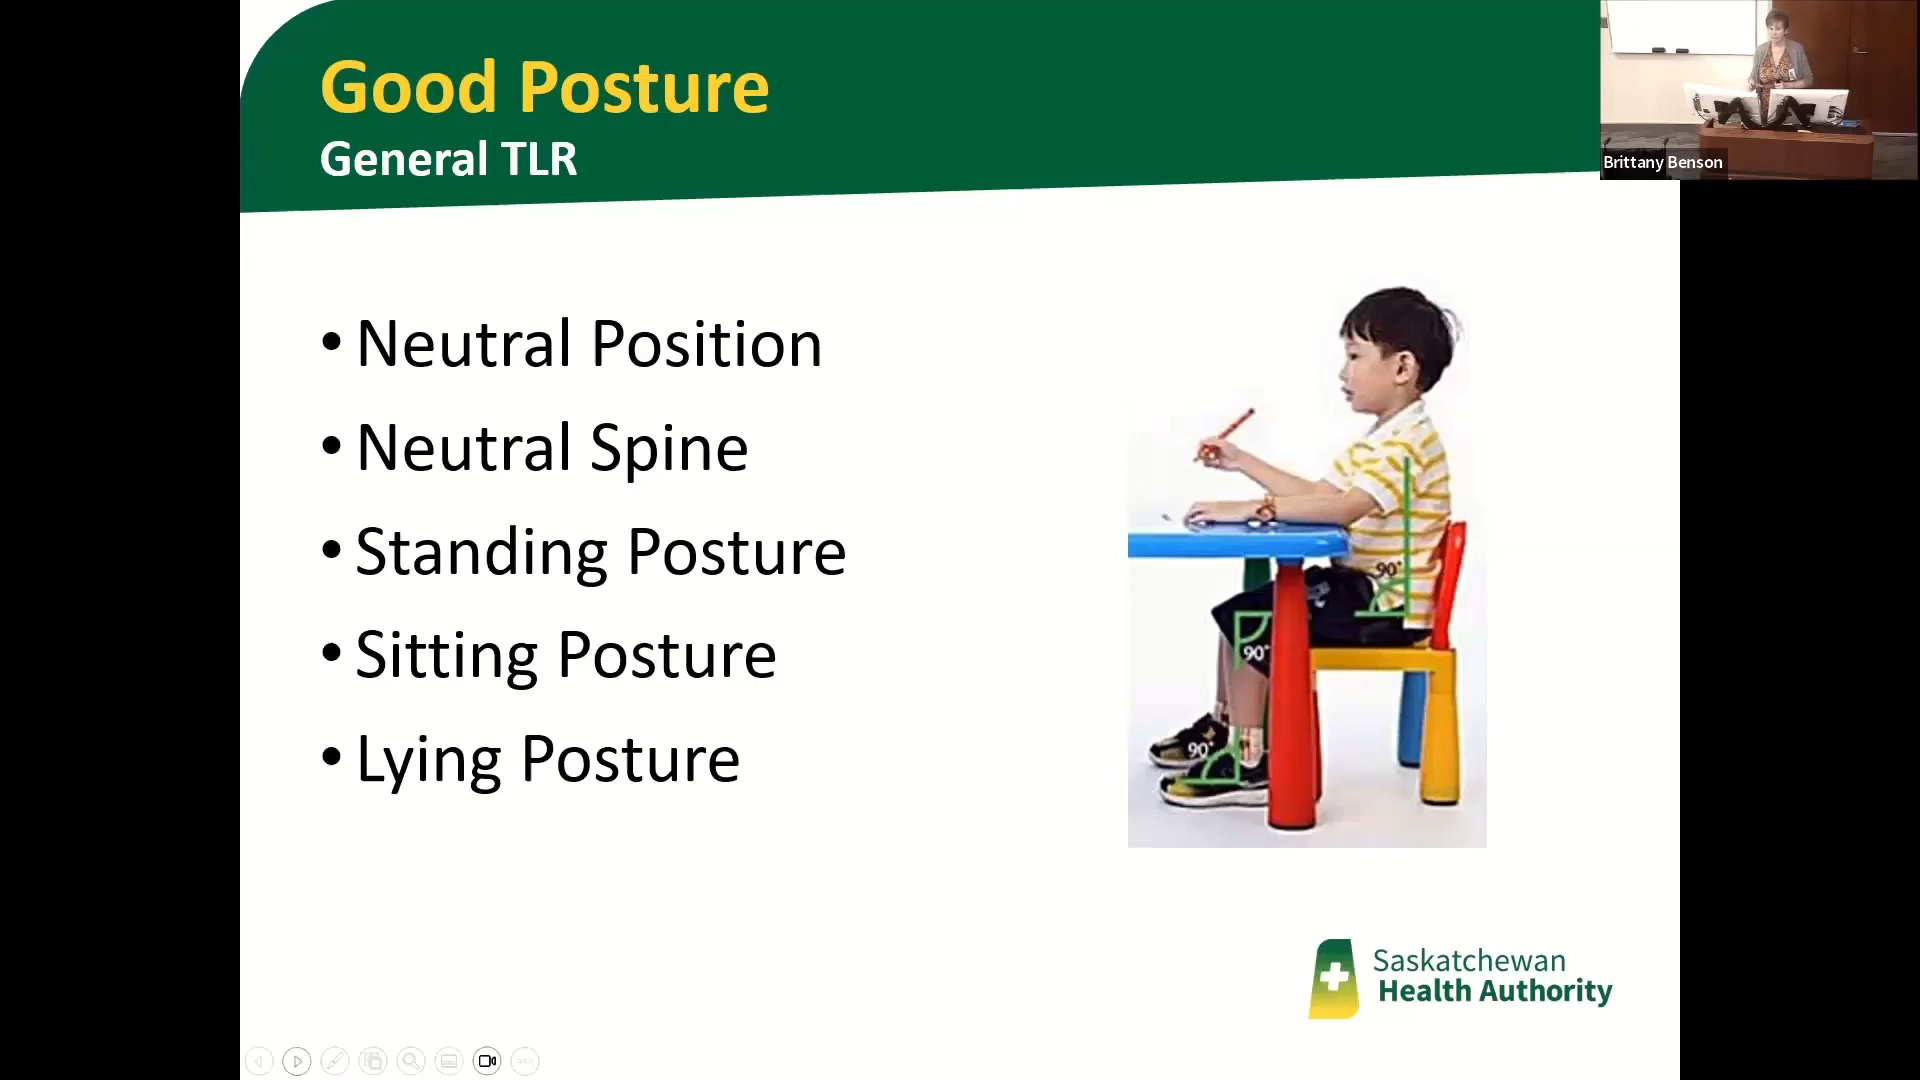 Good Posture
General TLR
Brittany Benson
• Neutral Position
• Neutral Spine
• Standing Posture
• Sitting Posture
• Lying Posture
90°
90°
90°
Saskatchewan
Health Authority